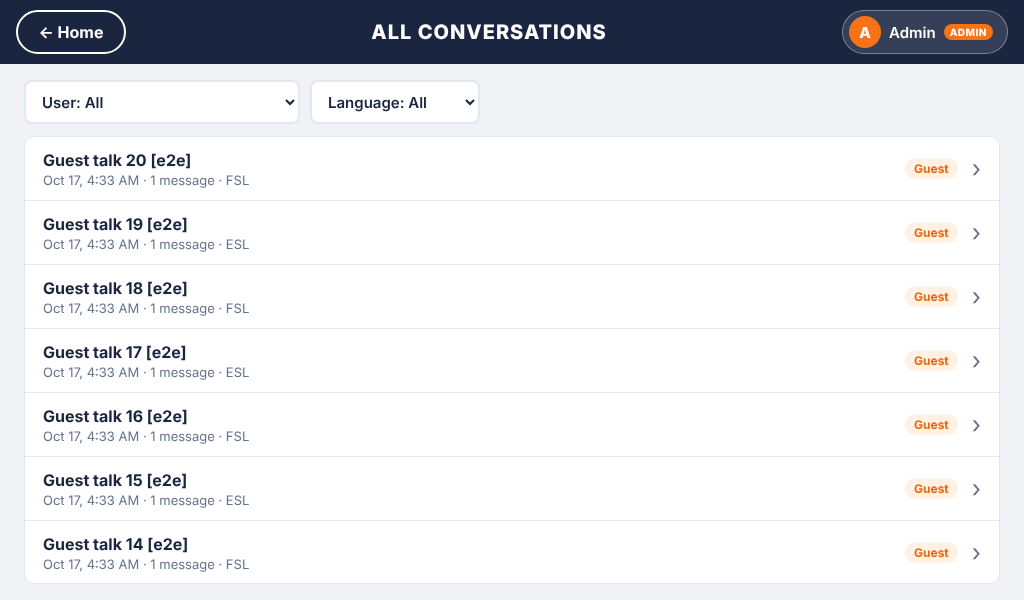 ← Home
ALL CONVERSATIONS
A Admin ADMIN
User: All
Language: All
Guest talk 20 [e2e]
Oct 17, 4:33 AM · 1 message · FSL
Guest
Guest talk 19 [e2e]
Oct 17, 4:33 AM · 1 message · ESL
Guest
Guest talk 18 [e2e]
Oct 17, 4:33 AM · 1 message · FSL
Guest
Guest talk 17 [e2e]
Oct 17, 4:33 AM · 1 message · ESL
Guest
Guest talk 16 [e2e]
Oct 17, 4:33 AM · 1 message · FSL
Guest
Guest talk 15 [e2e]
Oct 17, 4:33 AM · 1 message · ESL
Guest
Guest talk 14 [e2e]
Oct 17, 4:33 AM · 1 message · FSL
Guest